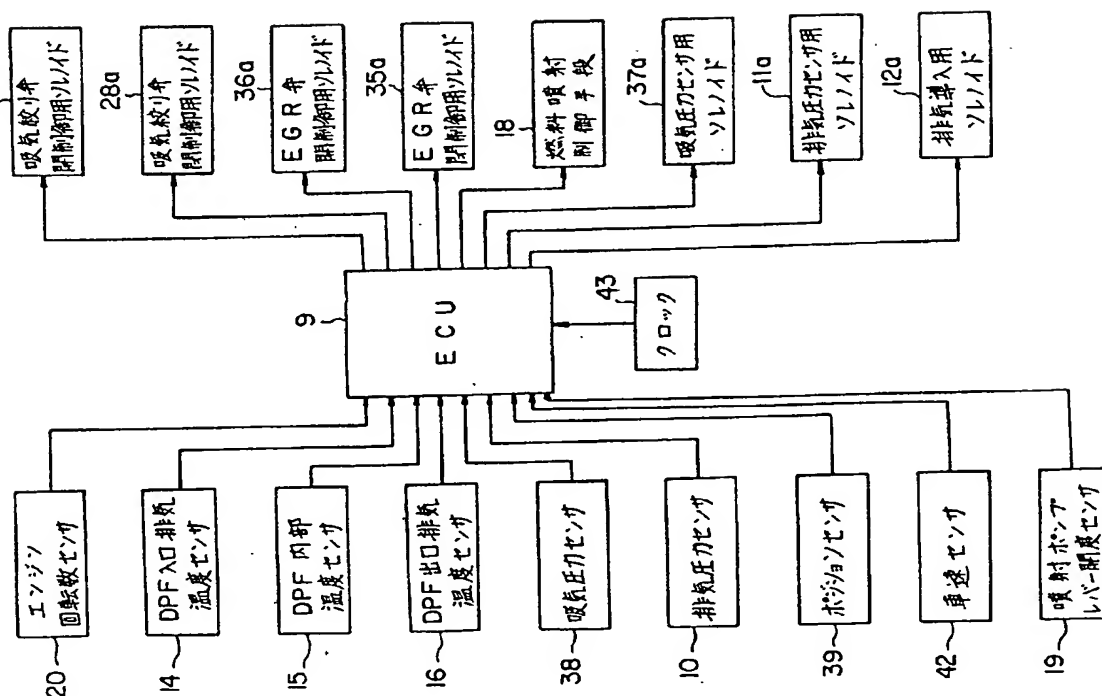 吸気絞り弁
開制御用ソレノイド
28a
吸気絞り弁
閉制御用ソレノイド
36a
EGR弁
開制御用ソレノイド
35a
EGR弁
閉制御用ソレノイド
18
燃料噴射
制御手段
37a
吸気圧力センサ用
ソレノイド
11a
排気圧力センサ用
ソレノイド
12a
排気導入用
ソレノイド
9
ECU
43
クロック
エンジン
回転数センサ
20
DPF入口排気
温度センサ
14
DPF内部
温度センサ
15
DPF出口排気
温度センサ
16
吸気圧力センサ
38
排気圧力センサ
10
ポジションセンサ
39
車速センサ
42
噴射ポンプ
レバー開度センサ
19